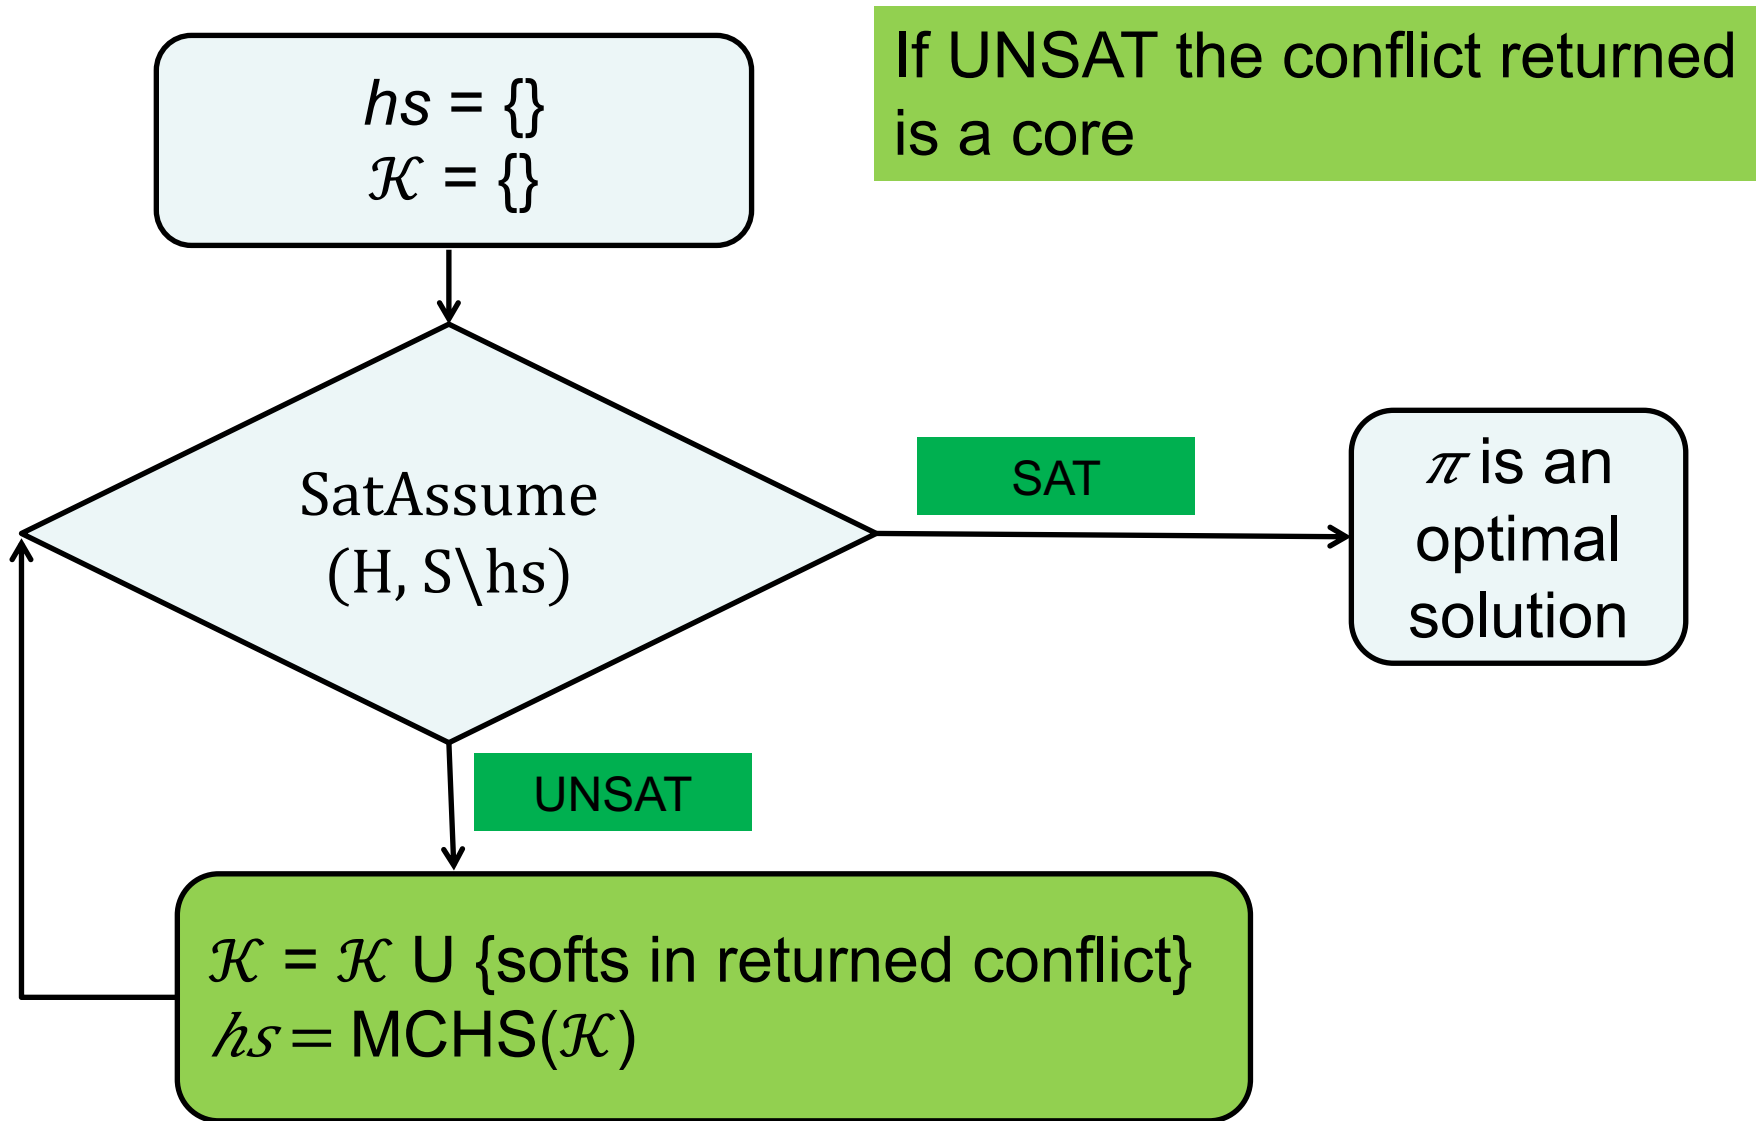 hs = {}
𝒦 = {}
If UNSAT the conflict returned
is a core
SatAssume
(H, S\hs)
SAT
𝜋 is an
optimal
solution
UNSAT
𝒦 = 𝒦 U {softs in returned conflict}
ℎ𝑠 = MCHS(𝒦)